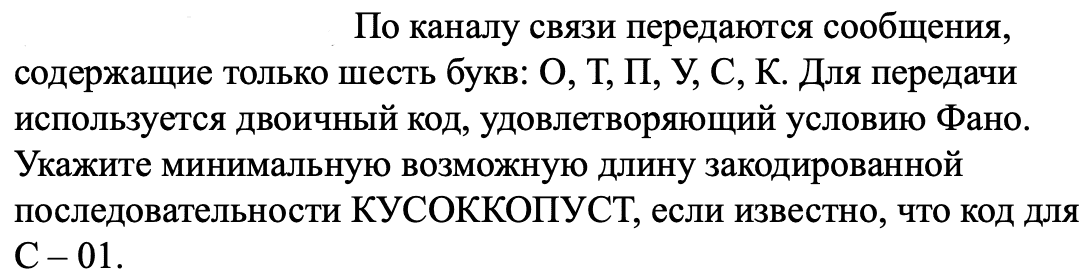 По каналу связи передаются сообщения,
содержащие только шесть букв: О, Т, П, У, С, К. Для передачи
используется двоичный код, удовлетворяющий условию Фано.
Укажите минимальную возможную длину закодированной
последовательности КУСОККОПУСТ, если известно, что код для
С – 01.